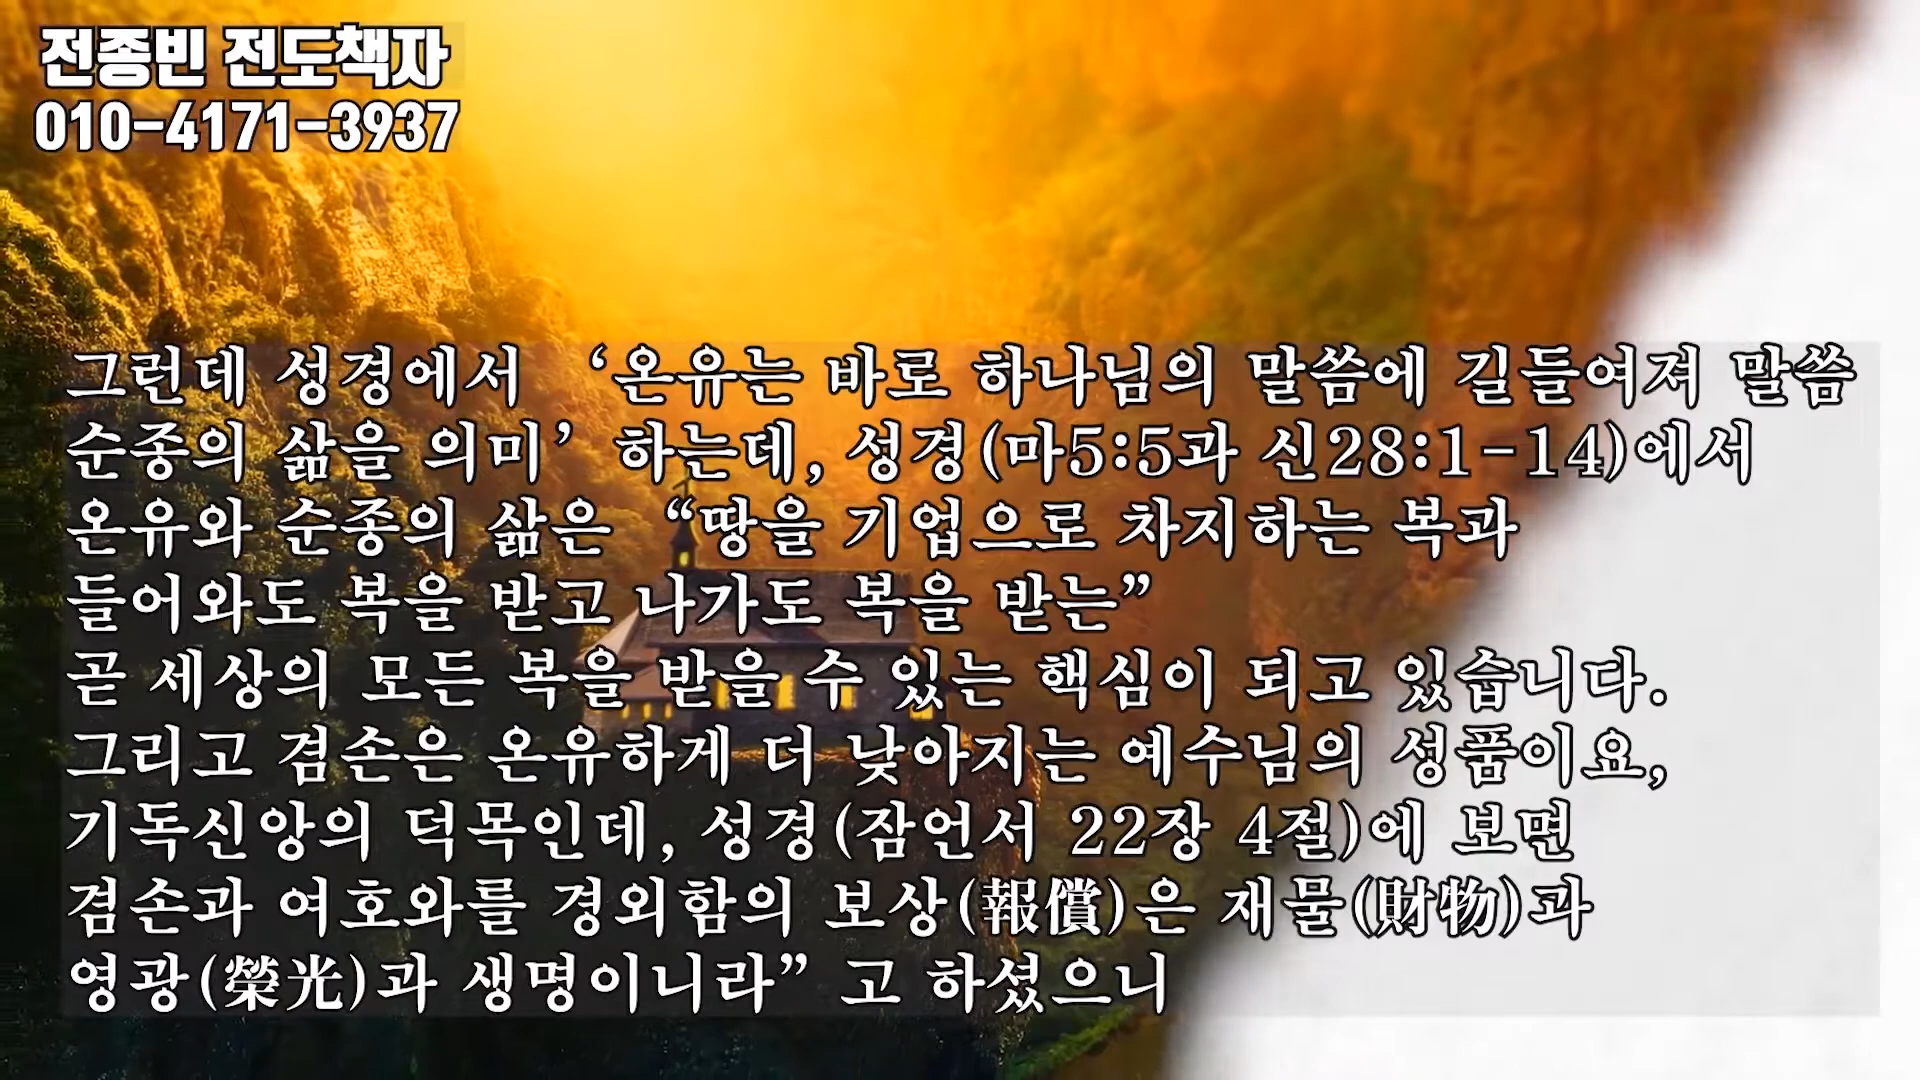 전종빈 전도책자
010-4171-3937
그런데 성경에서 ‘온유는 바로 하나님의 말씀에 길들여져 말씀
순종의 삶을 의미’ 하는데, 성경(마5:5과 신28:1-14)에서
온유와 순종의 삶은 “땅을 기업으로 차지하는 복과
들어와도 복을 받고 나가도 복을 받는”
곧 세상의 모든 복을 받을 수 있는 핵심이 되고 있습니다.
그리고 겸손은 온유하게 더 낮아지는 예수님의 성품이요,
기독신앙의 덕목인데, 성경(잠언서 22장 4절)에 보면
겸손과 여호와를 경외함의 보상(報償)은 재물(財物)과
영광(榮光)과 생명이니라” 고 하셨으니